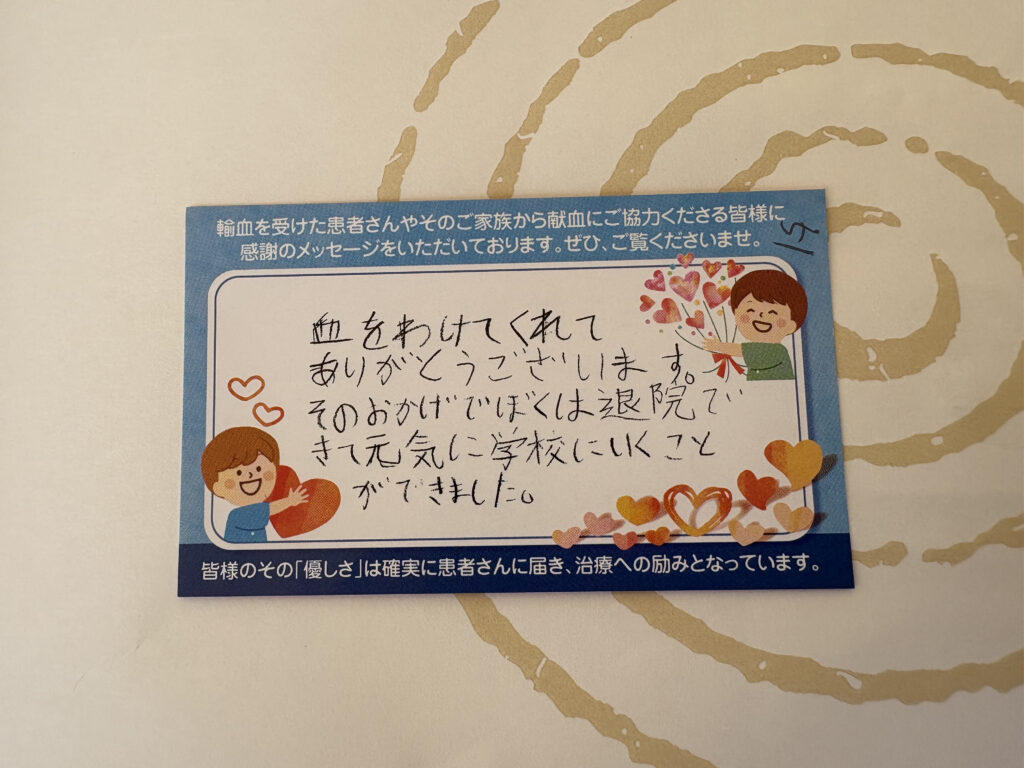 輸血を受けた患者さんやそのご家族から献血にご協力くださる皆様に
感謝のメッセージをいただいております。ぜひ、ご覧くださいませ。
血をわけてくれて
ありがとうございます。
そのおかげでぼくは退院で
きて元気に学校にいくこと
ができました。
皆様のその「優しさ」は確実に患者さんに届き、治療への励みとなっています。